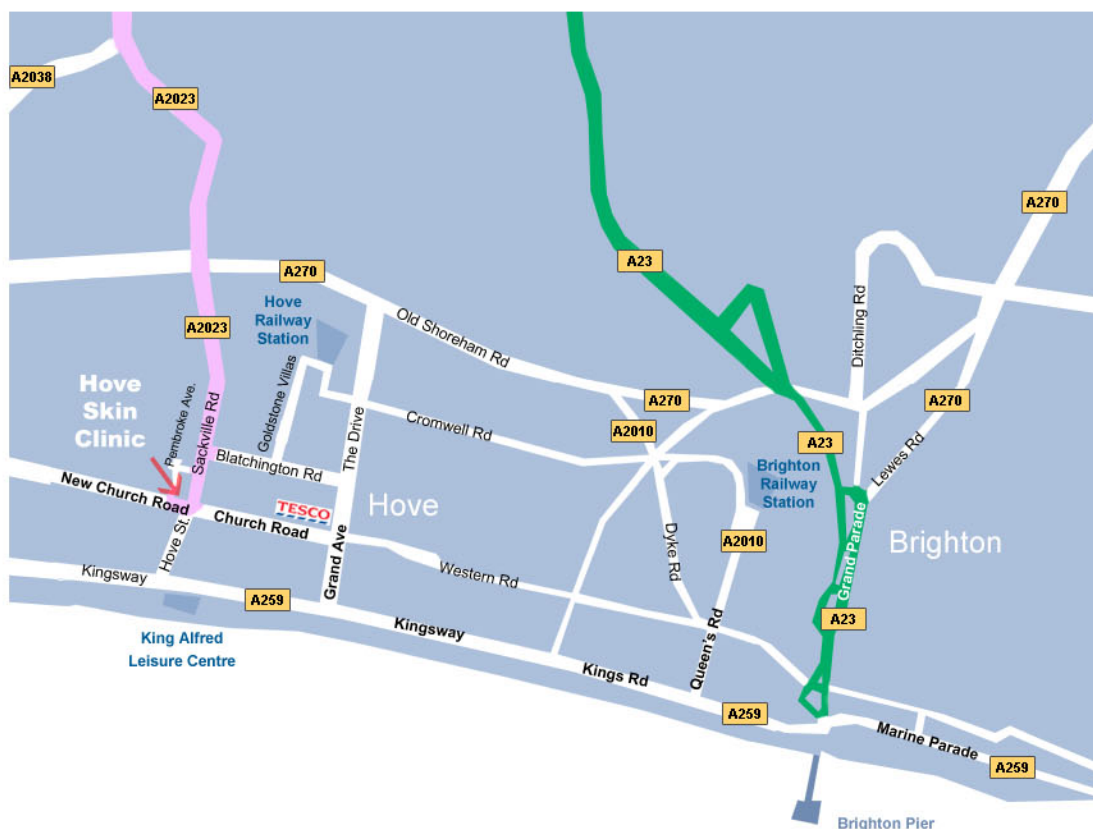 A2038
A2023
A270
A23
A270
A23
Hove
Railway
Station
A2023
Old Shoreham Rd
Ditchling Rd
Hove
Skin
Clinic
Pembroke Ave.
Sackville Rd
Goldstone Villas
The Drive
A270
A270
Cromwell Rd
A2010
A23
Blatchington Rd
Brighton
Railway
Station
Lewes Rd
New Church Road
TESCO
Church Road
Hove
Hove St.
Grand Ave
Dyke Rd
A2010
Grand Parade
Brighton
Kingsway
Western Rd
A259
A23
Kingsway
King Alfred
Leisure Centre
Kings Rd
Queen's Rd
A259
Marine Parade
A259
Brighton Pier